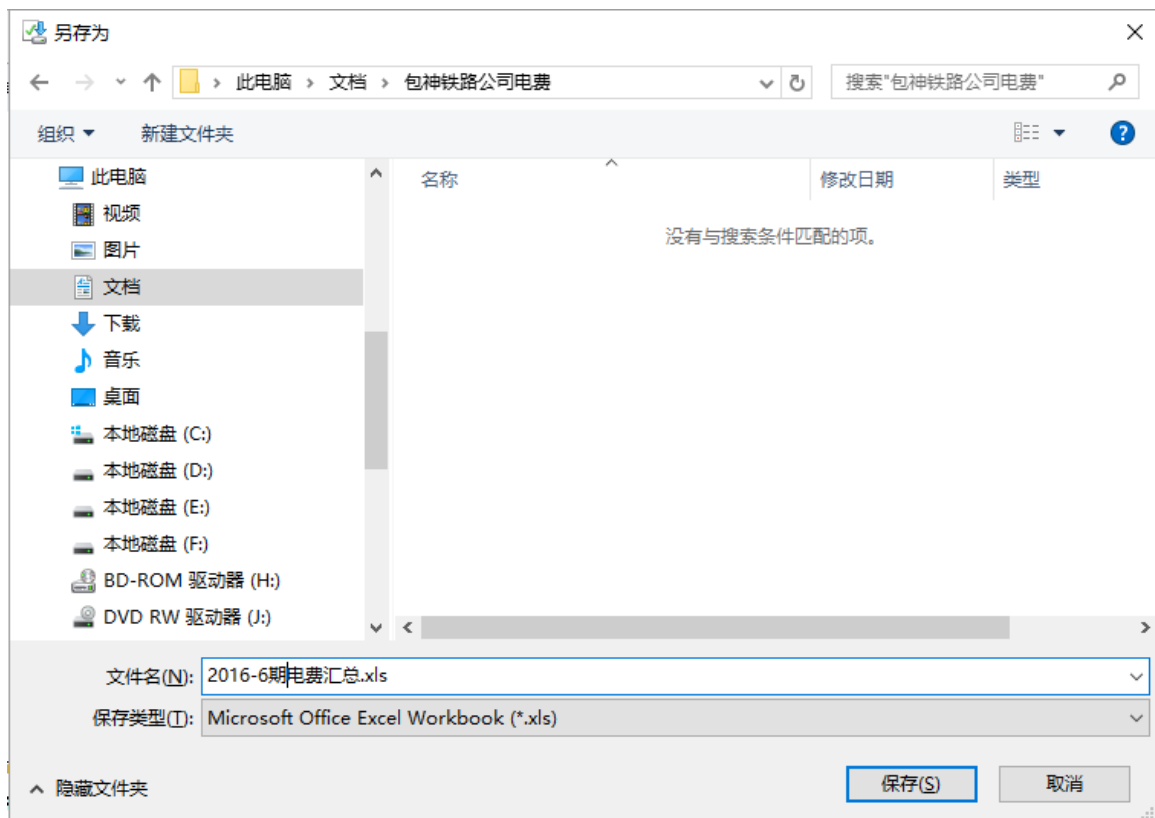 另存为
此电脑 › 文档 › 包神铁路公司电费
搜索"包神铁路公司电费"
组织 新建文件夹
此电脑
视频
图片
文档
下载
音乐
桌面
本地磁盘 (C:)
本地磁盘 (D:)
本地磁盘 (E:)
本地磁盘 (F:)
BD-ROM 驱动器 (H:)
DVD RW 驱动器 (J:)
名称 修改日期 类型
没有与搜索条件匹配的项。
文件名(N): 2016-6期电费汇总.xls
保存类型(T): Microsoft Office Excel Workbook (*.xls)
隐藏文件夹 保存(S) 取消